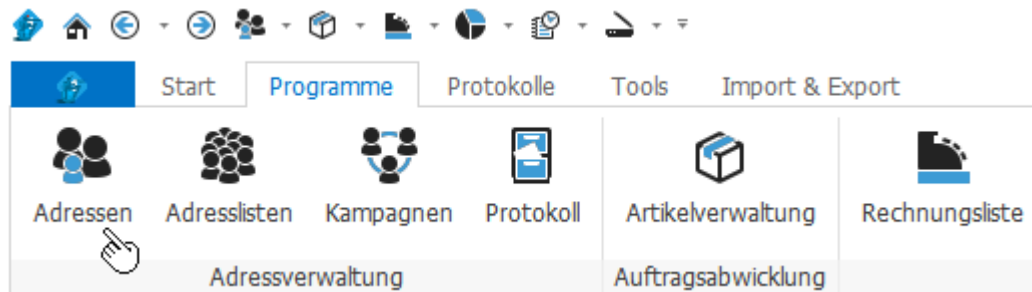 Start Programme Protokolle Tools Import & Export
Adressen Adresslisten Kampagnen Protokoll Artikelverwaltung Rechnungsliste
Adressverwaltung Auftragsabwicklung